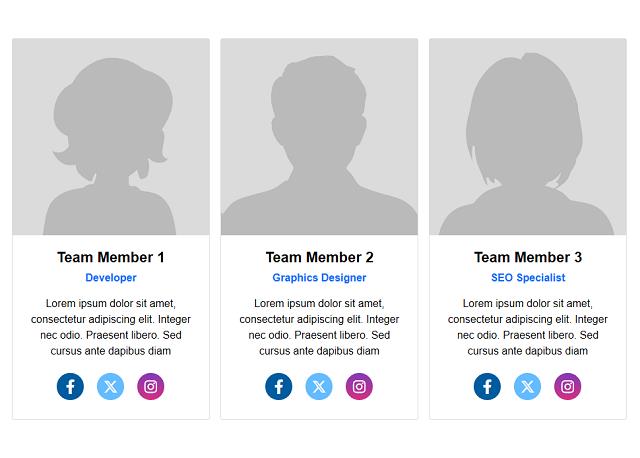 Team Member 1
Developer
Lorem ipsum dolor sit amet,
consectetur adipiscing elit. Integer
nec odio. Praesent libero. Sed
cursus ante dapibus diam
Team Member 2
Graphics Designer
Lorem ipsum dolor sit amet,
consectetur adipiscing elit. Integer
nec odio. Praesent libero. Sed
cursus ante dapibus diam
Team Member 3
SEO Specialist
Lorem ipsum dolor sit amet,
consectetur adipiscing elit. Integer
nec odio. Praesent libero. Sed
cursus ante dapibus diam